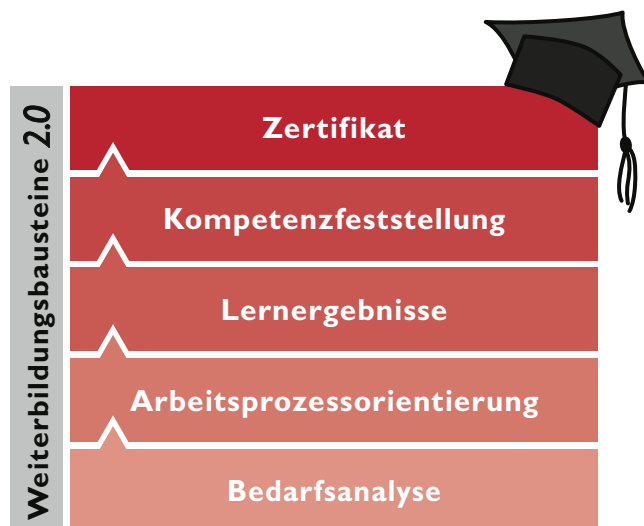 Weiterbildungsbausteine 2.0
Zertifikat
Kompetenzfeststellung
Lernergebnisse
Arbeitsprozessorientierung
Bedarfsanalyse